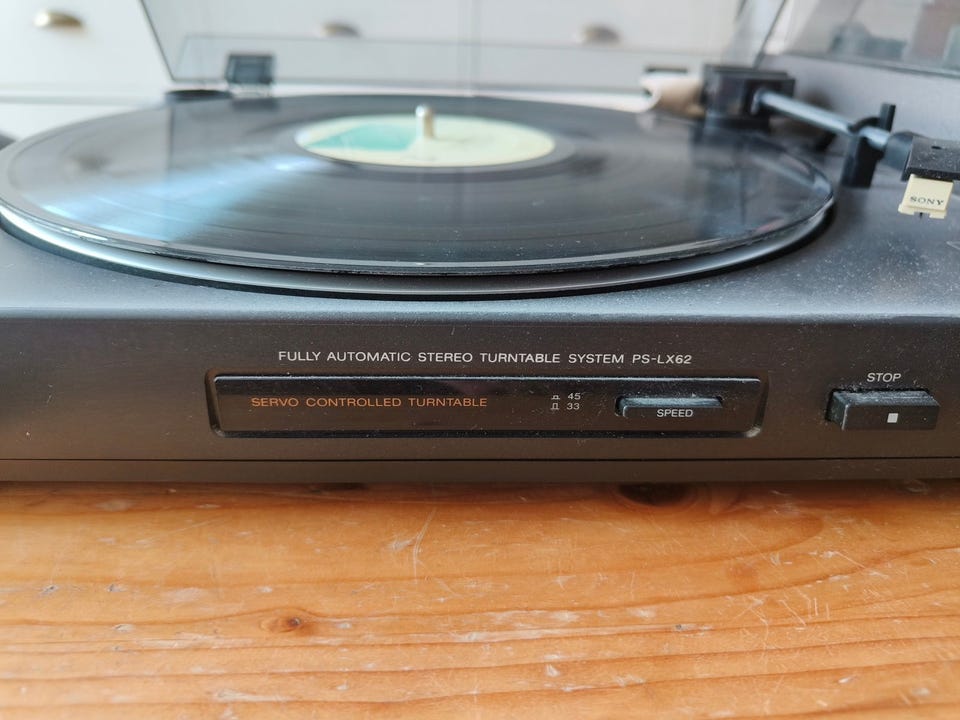 SONY
FULLY AUTOMATIC STEREO TURNTABLE SYSTEM PS-LX62
SERVO CONTROLLED TURNTABLE
45
33
SPEED
STOP